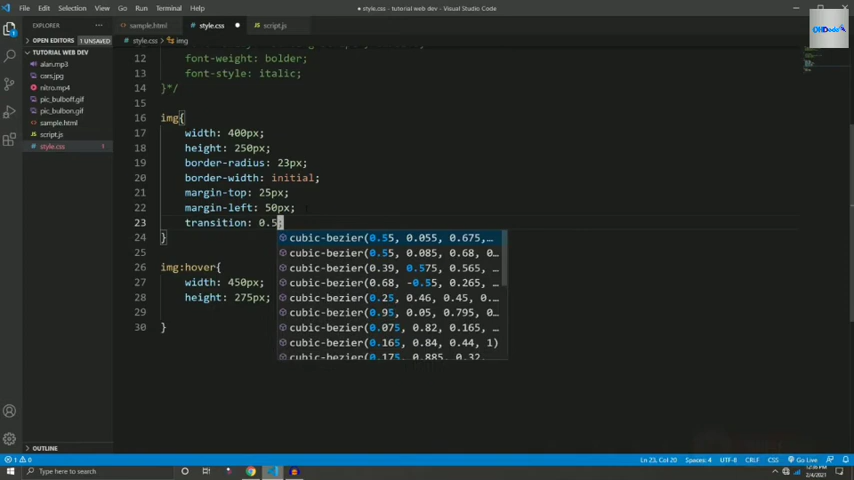 File Edit Selection View Go Run Terminal Help
● style.css - tutorial web dev - Visual Studio Code
EXPLORER
OPEN EDITORS 1 UNSAVED
TUTORIAL WEB DEV
alan.mp3
cars.jpg
nitro.mp4
pic_bulboff.gif
pic_bulbon.gif
sample.html
script.js
style.css
OUTLINE
sample.html style.css script.js
style.css > img
12 font-weight: bolder;
13 font-style: italic;
14 }*/
15
16 img{
17 width: 400px;
18 height: 250px;
19 border-radius: 23px;
20 border-width: initial;
21 margin-top: 25px;
22 margin-left: 50px;
23 transition: 0.5;
24 }
25
26 img:hover{
27 width: 450px;
28 height: 275px;
29
30 }
cubic-bezier(0.55, 0.055, 0.675,…
cubic-bezier(0.55, 0.085, 0.68, 0…
cubic-bezier(0.39, 0.575, 0.565, …
cubic-bezier(0.68, -0.55, 0.265, …
cubic-bezier(0.25, 0.46, 0.45, 0.…
cubic-bezier(0.95, 0.05, 0.795, 0…
cubic-bezier(0.075, 0.82, 0.165, …
cubic-bezier(0.165, 0.84, 0.44, 1)
cubic-bezier(0.175, 0.885, 0.32, …
1 0
Ln 23, Col 20 Spaces: 4 UTF-8 CRLF CSS Go Live
Type here to search
12:36 PM
2/4/2021